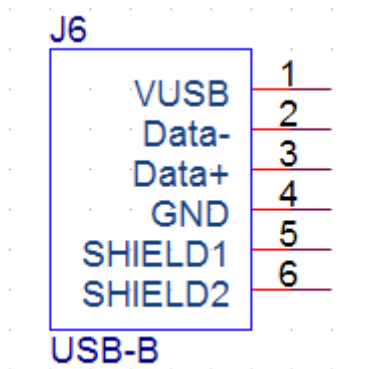 J6
VUSB 1
Data- 2
Data+ 3
GND 4
SHIELD1 5
SHIELD2 6
USB-B